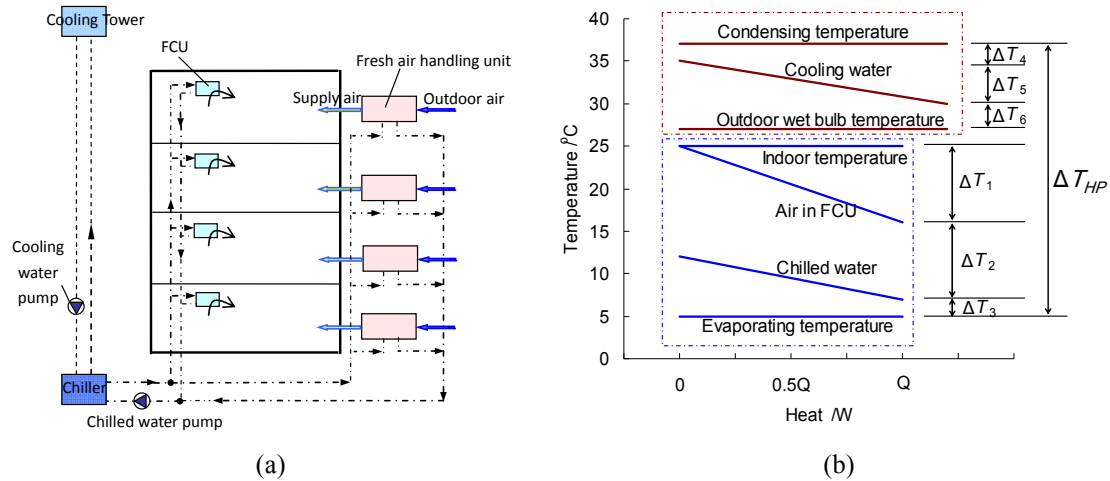 Cooling Tower
FCU
Fresh air handling unit
Supply air
Outdoor air
Cooling
water
pump
Chiller
Chilled water pump
(a)
Temperature /°C
40
35
30
25
20
15
10
5
0
Condensing temperature
Cooling water
Outdoor wet bulb temperature
Indoor temperature
Air in FCU
Chilled water
Evaporating temperature
ΔT4
ΔT5
ΔT6
ΔT1
ΔT2
ΔT3
ΔTHP
0
0.5Q
Q
Heat /W
(b)